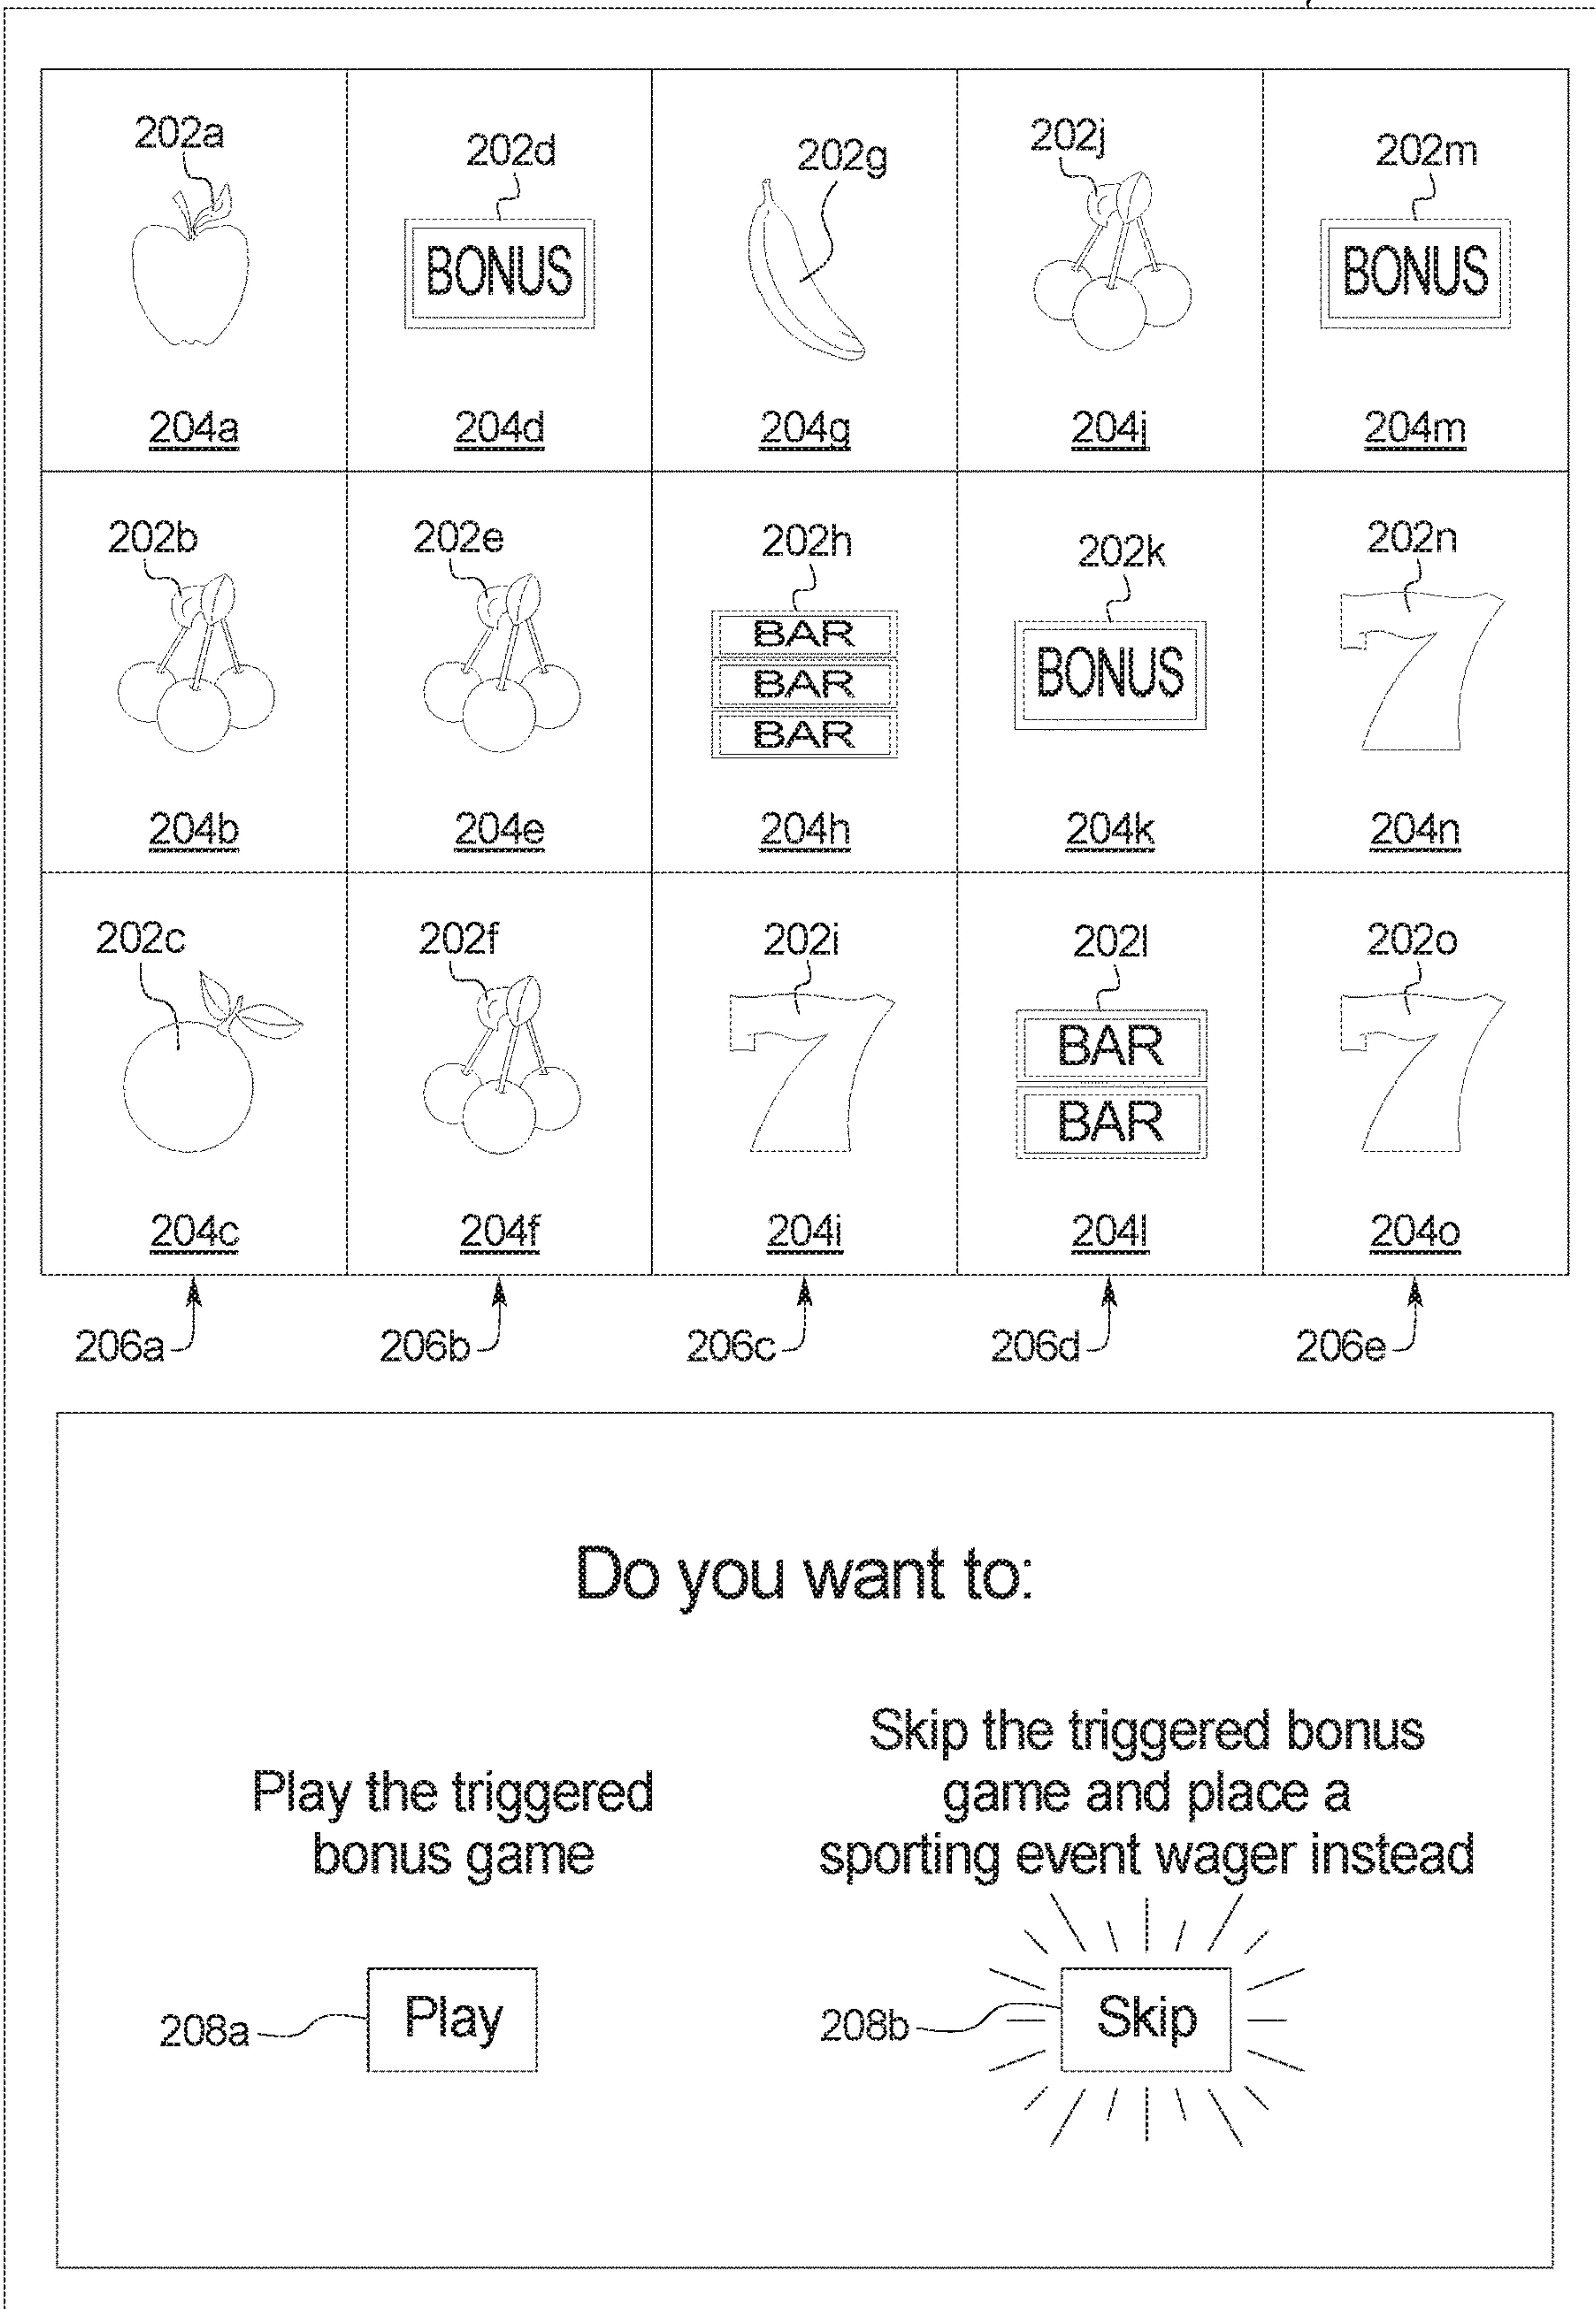 202a 202d 202g 202j 202m
BONUS BONUS
204a 204d 204g 204j 204m
202b 202e 202h 202k 202n
BAR
BAR BONUS
BAR
204b 204e 204h 204k 204n
202c 202f 202i 202l 202o
BAR
BAR
204c 204f 204i 204l 204o
206a 206b 206c 206d 206e
Do you want to:
Play the triggered
bonus game
Skip the triggered bonus
game and place a
sporting event wager instead
208a Play 208b Skip